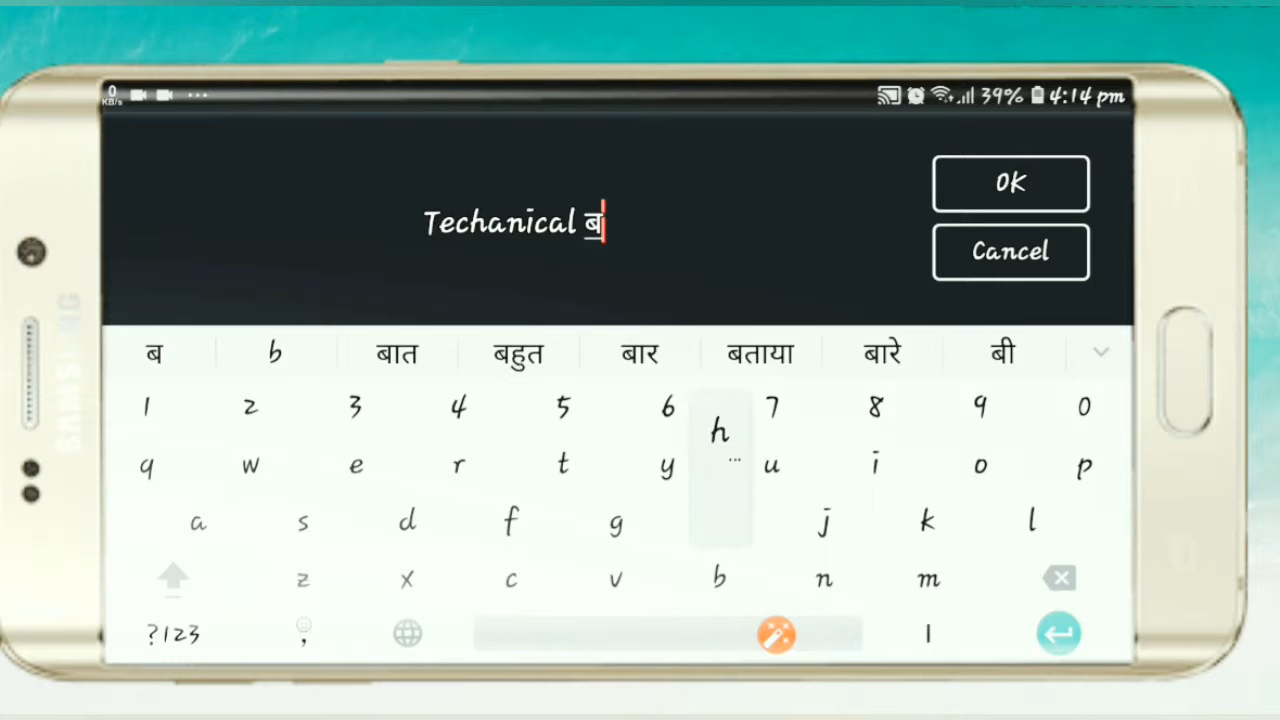 0
KB/s ... 39% 4:14 pm
OK
Techanical ब
Cancel
ब b बात बहुत बार बताया बारे बी
1 2 3 4 5 6 7 8 9 0
h
q w e r t y ... u i o p
a s d f g j k l
z x c v b n m
?123 , |
SAMSUNG